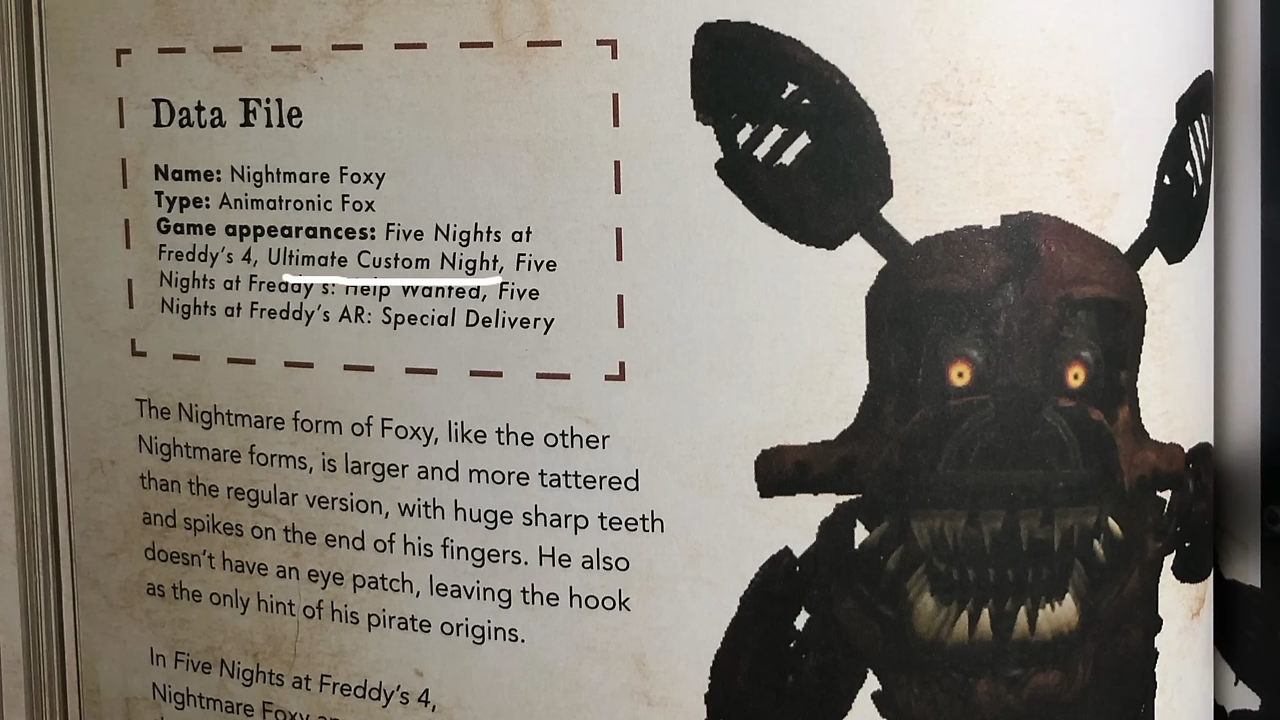 Data File
Name: Nightmare Foxy
Type: Animatronic Fox
Game appearances: Five Nights at
Freddy's 4, Ultimate Custom Night, Five
Nights at Freddy's: Help Wanted, Five
Nights at Freddy's AR: Special Delivery
The Nightmare form of Foxy, like the other
Nightmare forms, is larger and more tattered
than the regular version, with huge sharp teeth
and spikes on the end of his fingers. He also
doesn't have an eye patch, leaving the hook
as the only hint of his pirate origins.
In Five Nights at Freddy's 4,
Nightmare Foxy